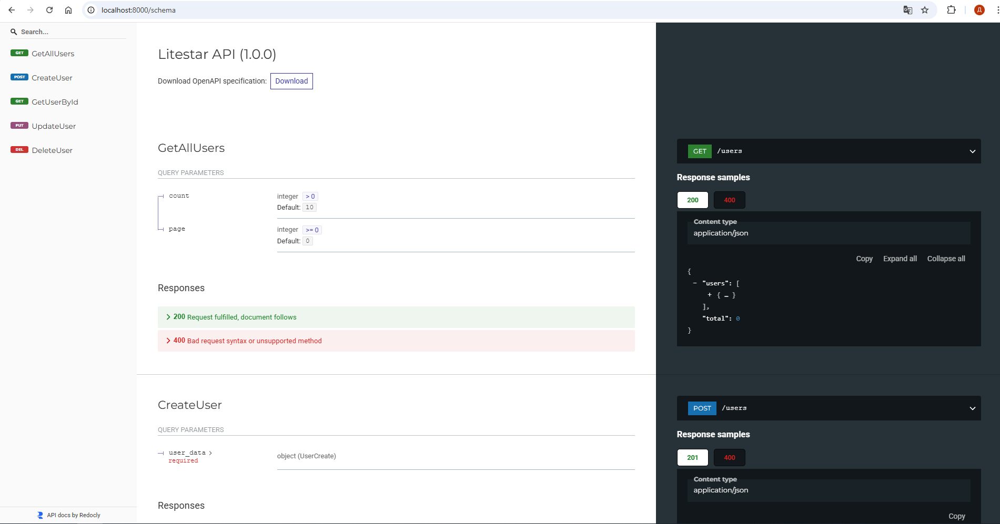 localhost:8000/schema
Д
Search...
GET GetAllUsers
POST CreateUser
GET GetUserById
PUT UpdateUser
DEL DeleteUser
API docs by Redocly
Litestar API (1.0.0)
Download OpenAPI specification: Download
GetAllUsers
QUERY PARAMETERS
count
integer > 0
Default: 10
page
integer >= 0
Default: 0
Responses
200 Request fulfilled, document follows
400 Bad request syntax or unsupported method
GET /users
Response samples
200 400
Content type
application/json
Copy Expand all Collapse all
{
- "users": [
+ { … }
],
"total": 0
}
CreateUser
QUERY PARAMETERS
user_data
required
object (UserCreate)
Responses
POST /users
Response samples
201 400
Content type
application/json
Copy